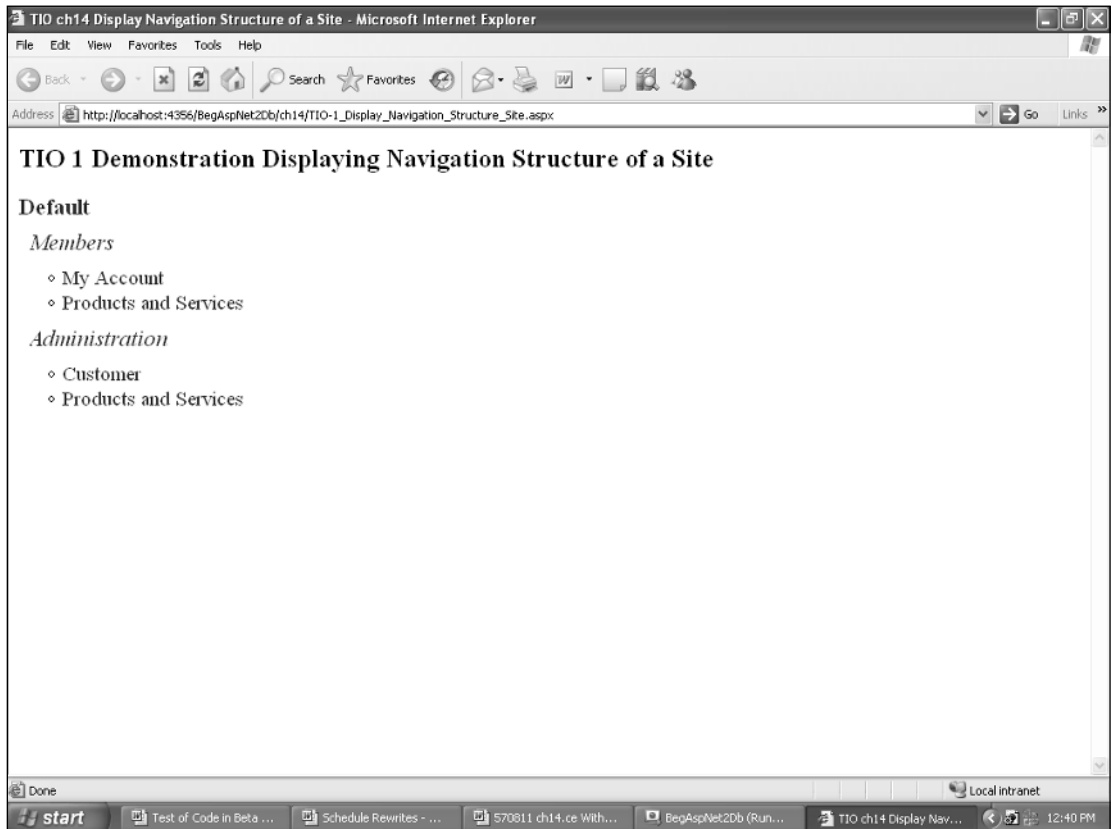 TIO ch14 Display Navigation Structure of a Site - Microsoft Internet Explorer
File Edit View Favorites Tools Help
Back Search Favorites W
Address http://localhost:4356/BegAspNet2Db/ch14/TIO-1_Display_Navigation_Structure_Site.aspx Go Links »
TIO 1 Demonstration Displaying Navigation Structure of a Site
Default
Members
My Account
Products and Services
Administration
Customer
Products and Services
Done Local intranet
start Test of Code in Beta ... Schedule Rewrites - ... 570811 ch14.ce With... BegAspNet2Db (Run... TIO ch14 Display Nav... 12:40 PM